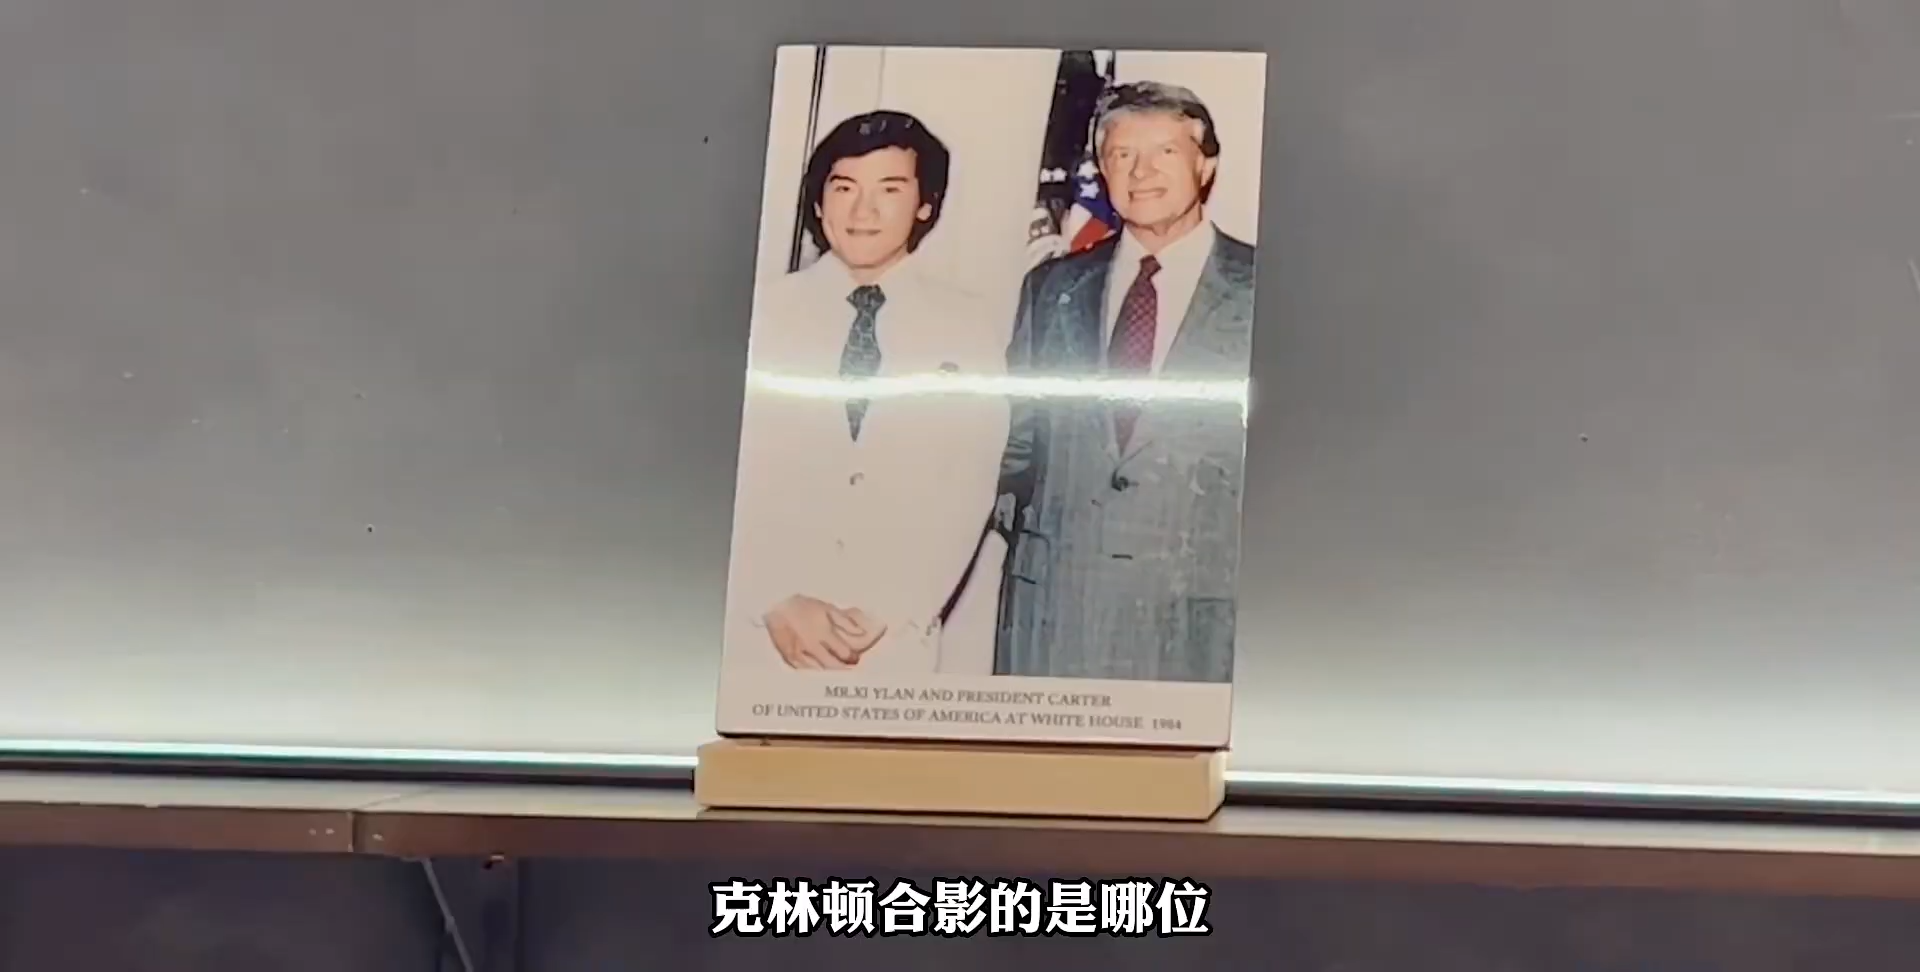 MR.XI YLAN AND PRESIDENT CARTER
OF UNITED STATES OF AMERICA AT WHITE HOUSE 1984
克林顿合影的是哪位